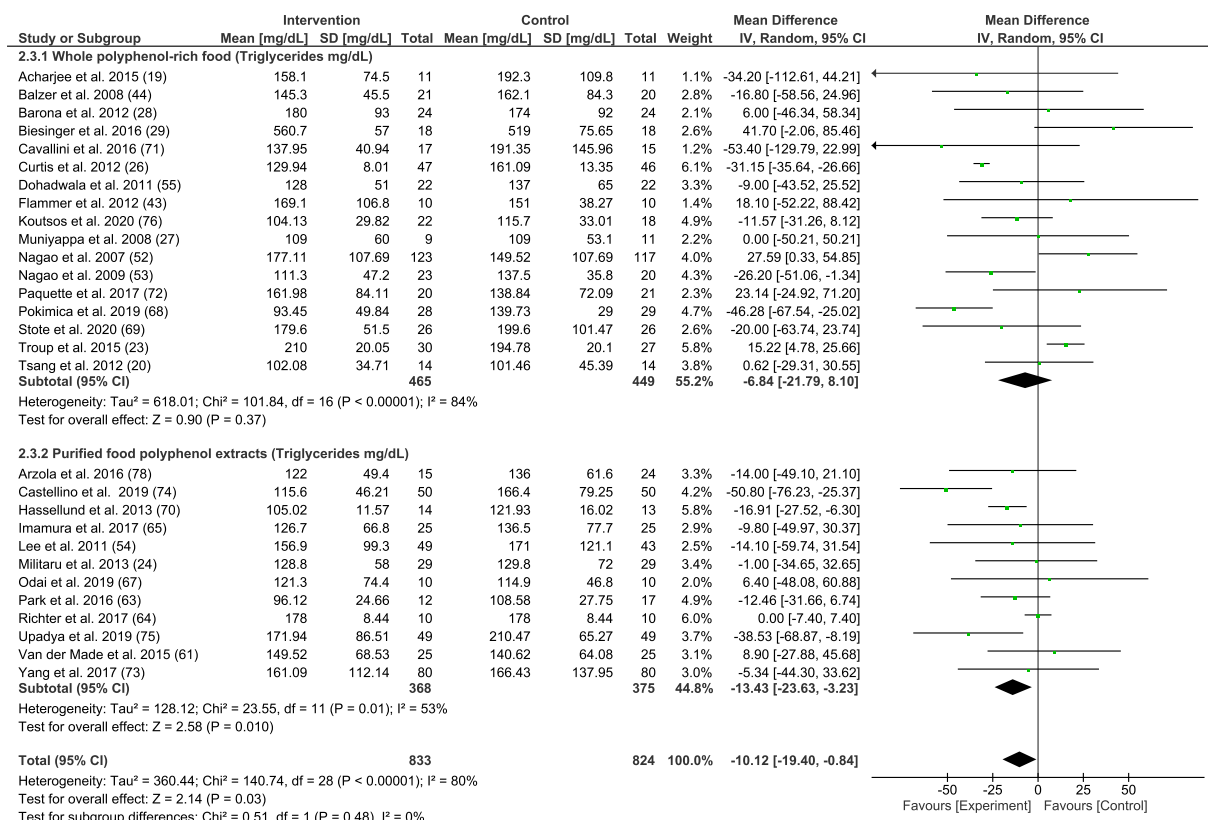 Intervention Control Mean Difference Mean Difference
Study or Subgroup Mean [mg/dL] SD [mg/dL] Total Mean [mg/dL] SD [mg/dL] Total Weight IV, Random, 95% CI IV, Random, 95% CI
2.3.1 Whole polyphenol-rich food (Triglycerides mg/dL)
Acharjee et al. 2015 (19) 158.1 74.5 11 192.3 109.8 11 1.1% -34.20 [-112.61, 44.21]
Balzer et al. 2008 (44) 145.3 45.5 21 162.1 84.3 20 2.8% -16.80 [-58.56, 24.96]
Barona et al. 2012 (28) 180 93 24 174 92 24 2.1% 6.00 [-46.34, 58.34]
Biesinger et al. 2016 (29) 560.7 57 18 519 75.65 18 2.6% 41.70 [-2.06, 85.46]
Cavallini et al. 2016 (71) 137.95 40.94 17 191.35 145.96 15 1.2% -53.40 [-129.79, 22.99]
Curtis et al. 2012 (26) 129.94 8.01 47 161.09 13.35 46 6.2% -31.15 [-35.64, -26.66]
Dohadwala et al. 2011 (55) 128 51 22 137 65 22 3.3% -9.00 [-43.52, 25.52]
Flammer et al. 2012 (43) 169.1 106.8 10 151 38.27 10 1.4% 18.10 [-52.22, 88.42]
Koutsos et al. 2020 (76) 104.13 29.82 22 115.7 33.01 18 4.9% -11.57 [-31.26, 8.12]
Muniyappa et al. 2008 (27) 109 60 9 109 53.1 11 2.2% 0.00 [-50.21, 50.21]
Nagao et al. 2007 (52) 177.11 107.69 123 149.52 107.69 117 4.0% 27.59 [0.33, 54.85]
Nagao et al. 2009 (53) 111.3 47.2 23 137.5 35.8 20 4.3% -26.20 [-51.06, -1.34]
Paquette et al. 2017 (72) 161.98 84.11 20 138.84 72.09 21 2.3% 23.14 [-24.92, 71.20]
Pokimica et al. 2019 (68) 93.45 49.84 28 139.73 29 29 4.7% -46.28 [-67.54, -25.02]
Stote et al. 2020 (69) 179.6 51.5 26 199.6 101.47 26 2.6% -20.00 [-63.74, 23.74]
Troup et al. 2015 (23) 210 20.05 30 194.78 20.1 27 5.8% 15.22 [4.78, 25.66]
Tsang et al. 2012 (20) 102.08 34.71 14 101.46 45.39 14 3.8% 0.62 [-29.31, 30.55]
Subtotal (95% CI) 465 449 55.2% -6.84 [-21.79, 8.10]
Heterogeneity: Tau² = 618.01; Chi² = 101.84, df = 16 (P < 0.00001); I² = 84%
Test for overall effect: Z = 0.90 (P = 0.37)
2.3.2 Purified food polyphenol extracts (Triglycerides mg/dL)
Arzola et al. 2016 (78) 122 49.4 15 136 61.6 24 3.3% -14.00 [-49.10, 21.10]
Castellino et al. 2019 (74) 115.6 46.21 50 166.4 79.25 50 4.2% -50.80 [-76.23, -25.37]
Hassellund et al. 2013 (70) 105.02 11.57 14 121.93 16.02 13 5.8% -16.91 [-27.52, -6.30]
Imamura et al. 2017 (65) 126.7 66.8 25 136.5 77.7 25 2.9% -9.80 [-49.97, 30.37]
Lee et al. 2011 (54) 156.9 99.3 49 171 121.1 43 2.5% -14.10 [-59.74, 31.54]
Militaru et al. 2013 (24) 128.8 58 29 129.8 72 29 3.4% -1.00 [-34.65, 32.65]
Odai et al. 2019 (67) 121.3 74.4 10 114.9 46.8 10 2.0% 6.40 [-48.08, 60.88]
Park et al. 2016 (63) 96.12 24.66 12 108.58 27.75 17 4.9% -12.46 [-31.66, 6.74]
Richter et al. 2017 (64) 178 8.44 10 178 8.44 10 6.0% 0.00 [-7.40, 7.40]
Upadya et al. 2019 (75) 171.94 86.51 49 210.47 65.27 49 3.7% -38.53 [-68.87, -8.19]
Van der Made et al. 2015 (61) 149.52 68.53 25 140.62 64.08 25 3.1% 8.90 [-27.88, 45.68]
Yang et al. 2017 (73) 161.09 112.14 80 166.43 137.95 80 3.0% -5.34 [-44.30, 33.62]
Subtotal (95% CI) 368 375 44.8% -13.43 [-23.63, -3.23]
Heterogeneity: Tau² = 128.12; Chi² = 23.55, df = 11 (P = 0.01); I² = 53%
Test for overall effect: Z = 2.58 (P = 0.010)
Total (95% CI) 833 824 100.0% -10.12 [-19.40, -0.84]
Heterogeneity: Tau² = 360.44; Chi² = 140.74, df = 28 (P < 0.00001); I² = 80%
Test for overall effect: Z = 2.14 (P = 0.03)
Test for subgroup differences: Chi² = 0.51, df = 1 (P = 0.48), I² = 0%
-50 -25 0 25 50
Favours [Experiment] Favours [Control]